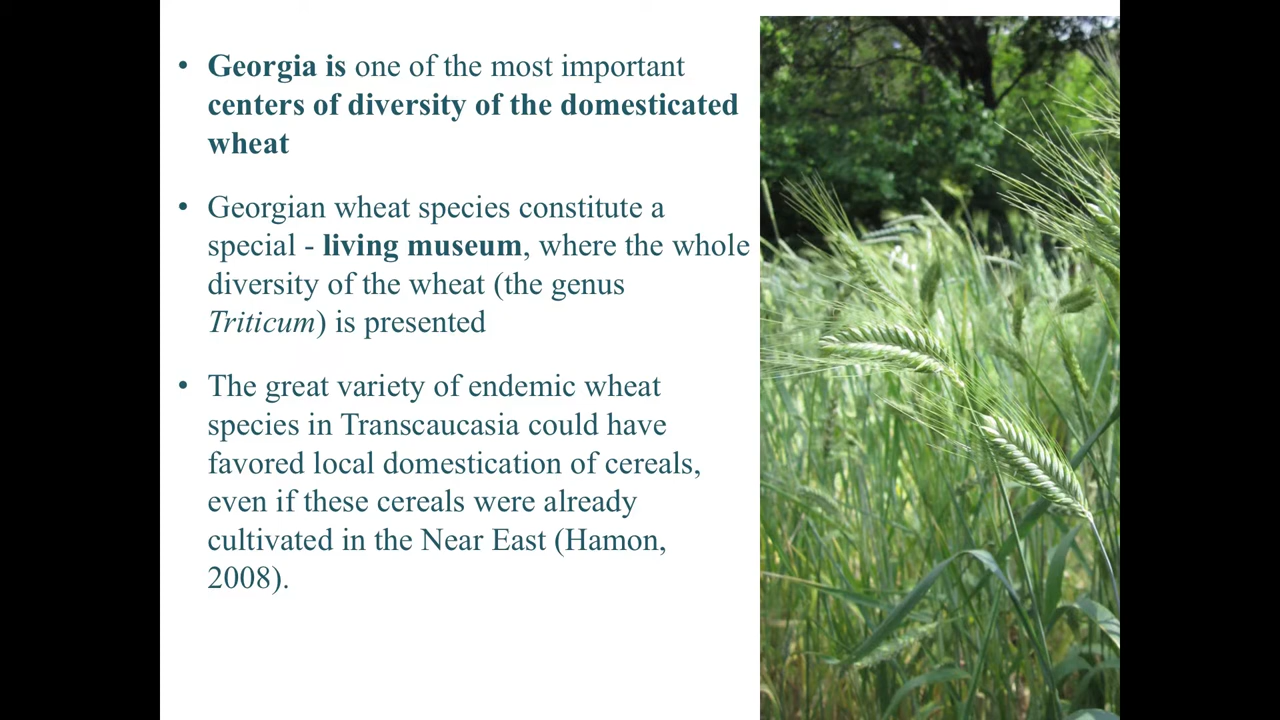 • Georgia is one of the most important
centers of diversity of the domesticated
wheat
• Georgian wheat species constitute a
special - living museum, where the whole
diversity of the wheat (the genus
Triticum) is presented
• The great variety of endemic wheat
species in Transcaucasia could have
favored local domestication of cereals,
even if these cereals were already
cultivated in the Near East (Hamon,
2008).